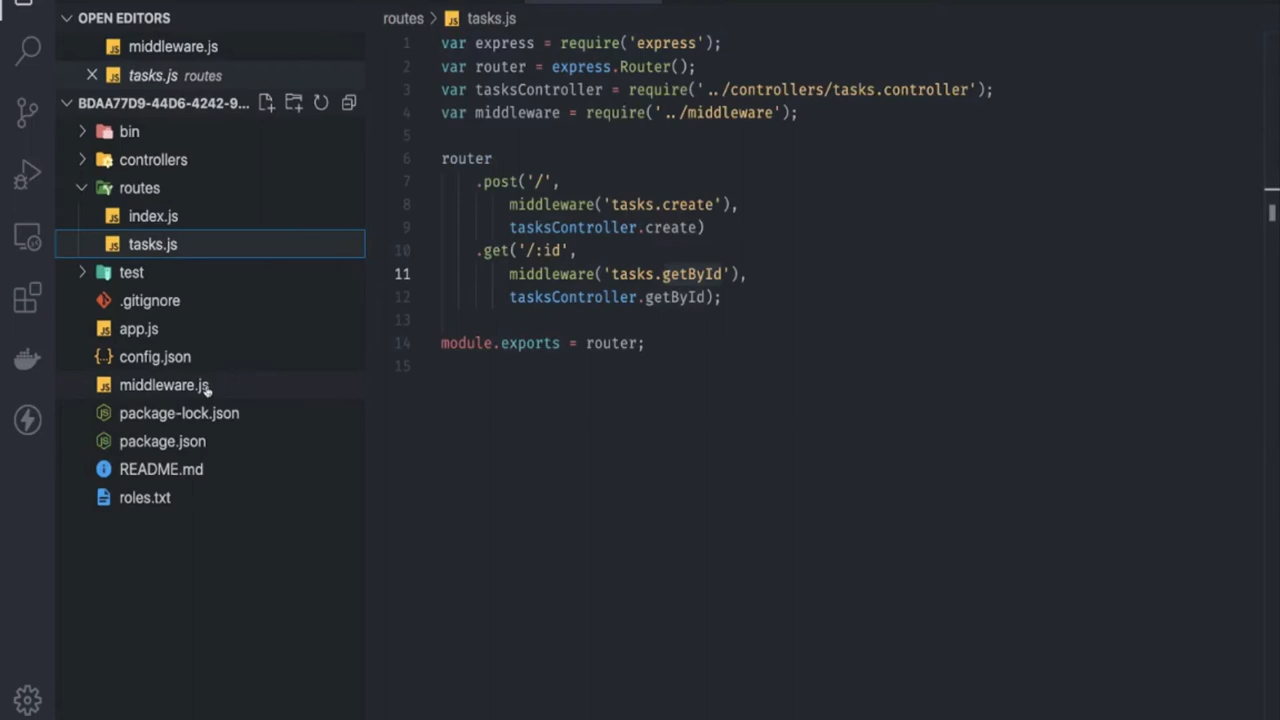 OPEN EDITORS
middleware.js
tasks.js routes
BDAA77D9-44D6-4242-9...
bin
controllers
routes
index.js
tasks.js
test
.gitignore
app.js
config.json
middleware.js
package-lock.json
package.json
README.md
roles.txt
routes > tasks.js
1 var express = require('express');
2 var router = express.Router();
3 var tasksController = require('../controllers/tasks.controller');
4 var middleware = require('../middleware');
5
6 router
7 .post('/',
8 middleware('tasks.create'),
9 tasksController.create)
10 .get('/:id',
11 middleware('tasks.getById'),
12 tasksController.getById);
13
14 module.exports = router;
15